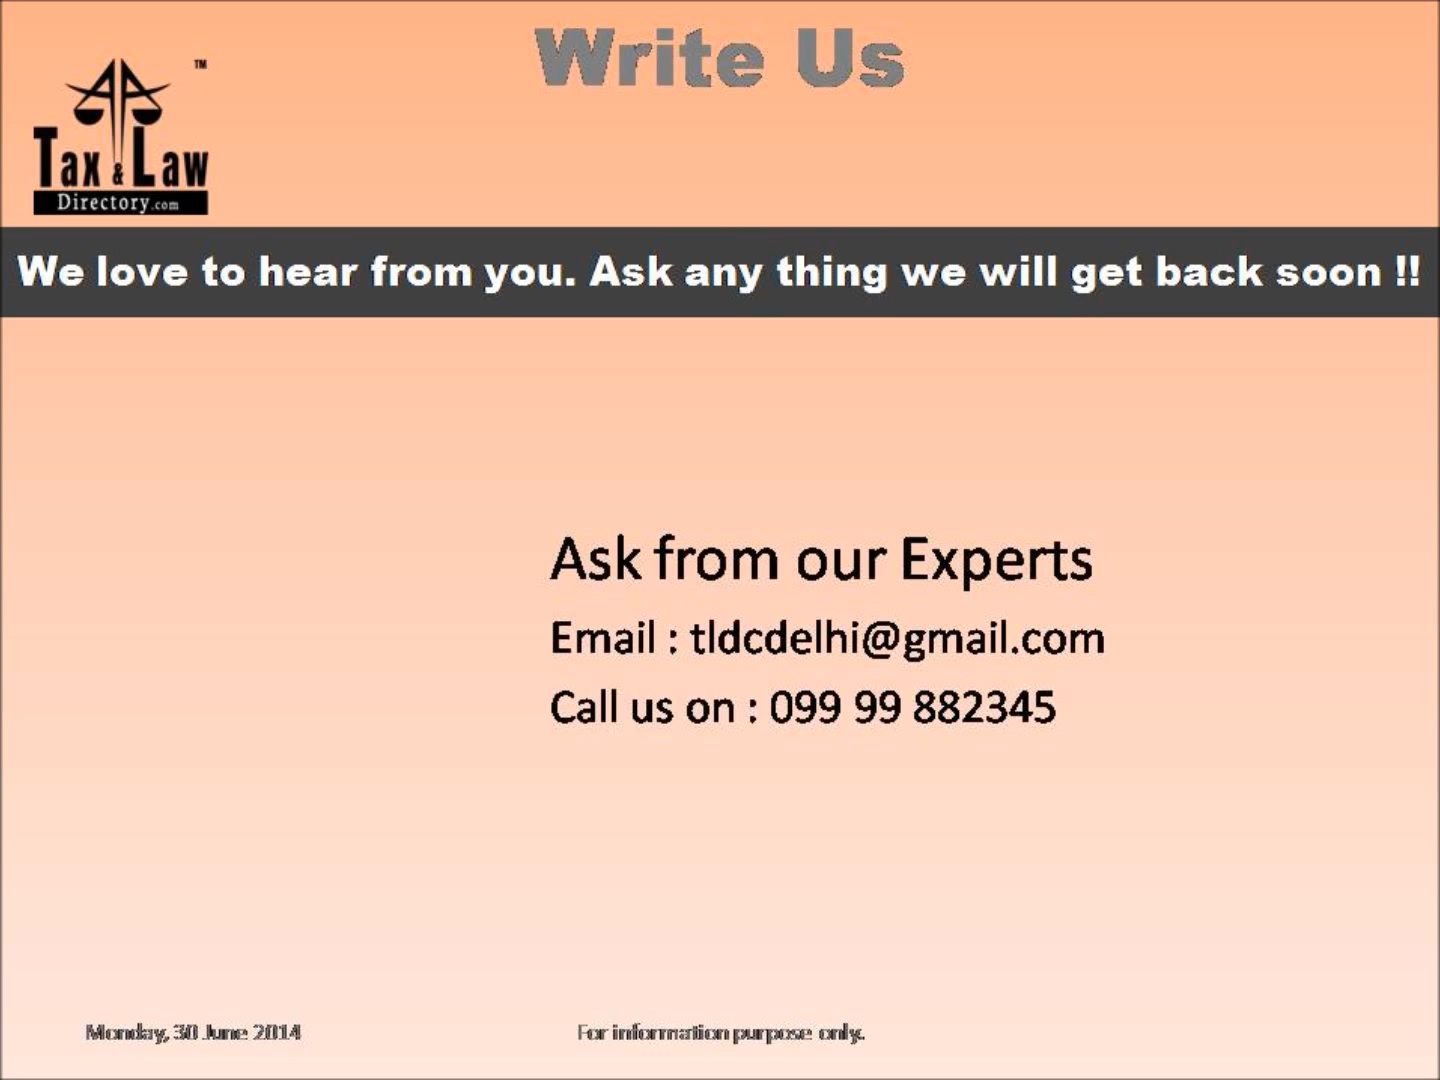 Write Us
TM
Tax & Law
Directory.com
We love to hear from you. Ask any thing we will get back soon !!
Ask from our Experts
Email : tldcdelhi@gmail.com
Call us on : 099 99 882345
Monday, 30 June 2014
For information purpose only.